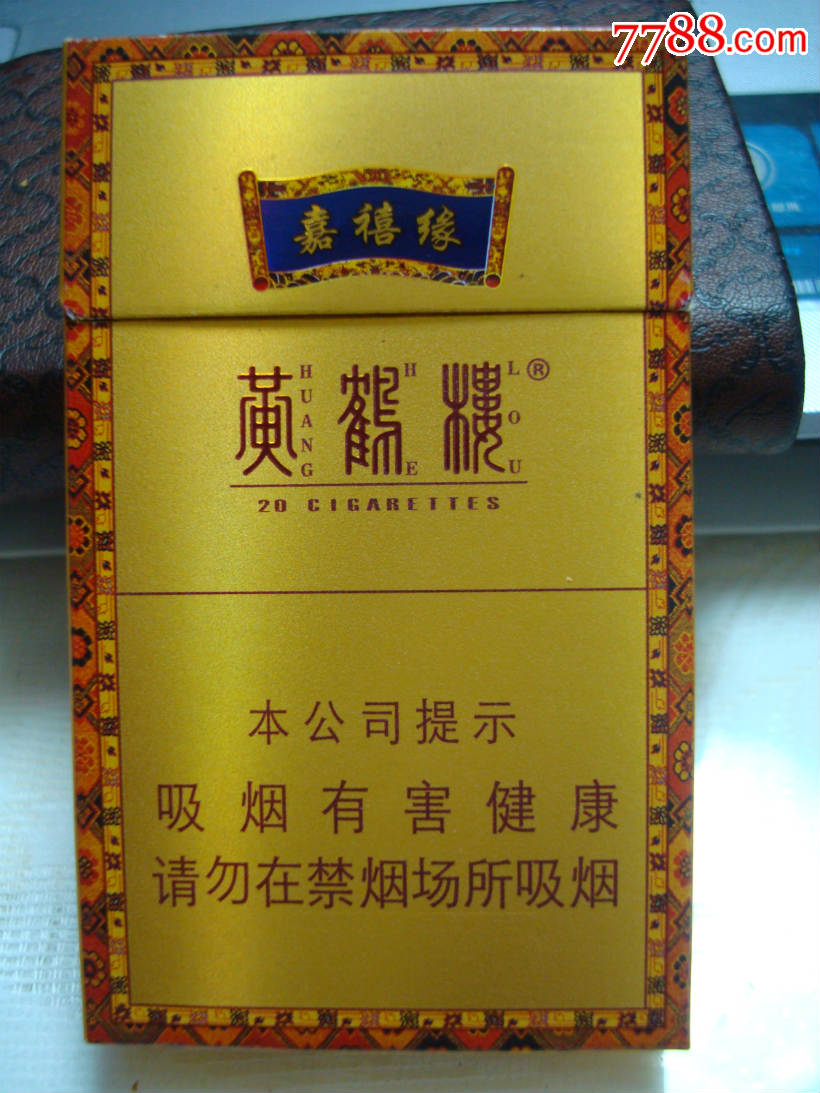 7788.com
嘉禧缘
黄鹤楼®
HUANG HE LOU
20 CIGARETTES
本公司提示
吸烟有害健康
请勿在禁烟场所吸烟